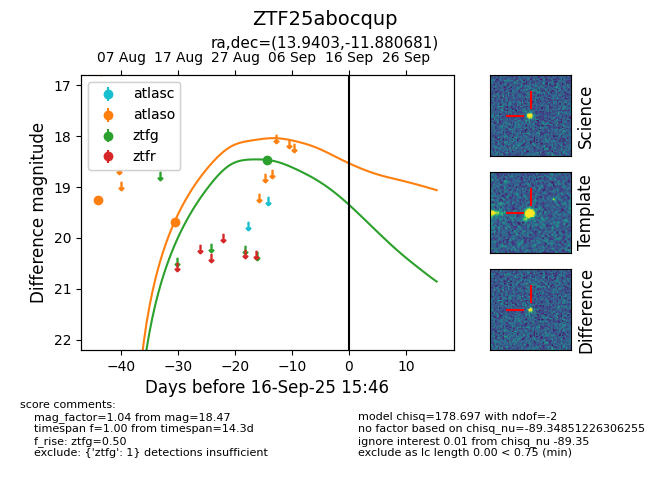 ZTF25abocqup
ra,dec=(13.9403,-11.880681)
07 Aug 17 Aug 27 Aug 06 Sep 16 Sep 26 Sep
atlasc
atlaso
ztfg
ztfr
17
18
19
20
21
22
Difference magnitude
−40 −30 −20 −10 0 10
Days before 16-Sep-25 15:46
Science
Template
Difference
score comments:
mag_factor=1.04 from mag=18.47
timespan f=1.00 from timespan=14.3d
f_rise: ztfg=0.50
exclude: {'ztfg': 1} detections insufficient
model chisq=178.697 with ndof=-2
no factor based on chisq_nu=-89.34851226306255
ignore interest 0.01 from chisq_nu -89.35
exclude as lc length 0.00 < 0.75 (min)